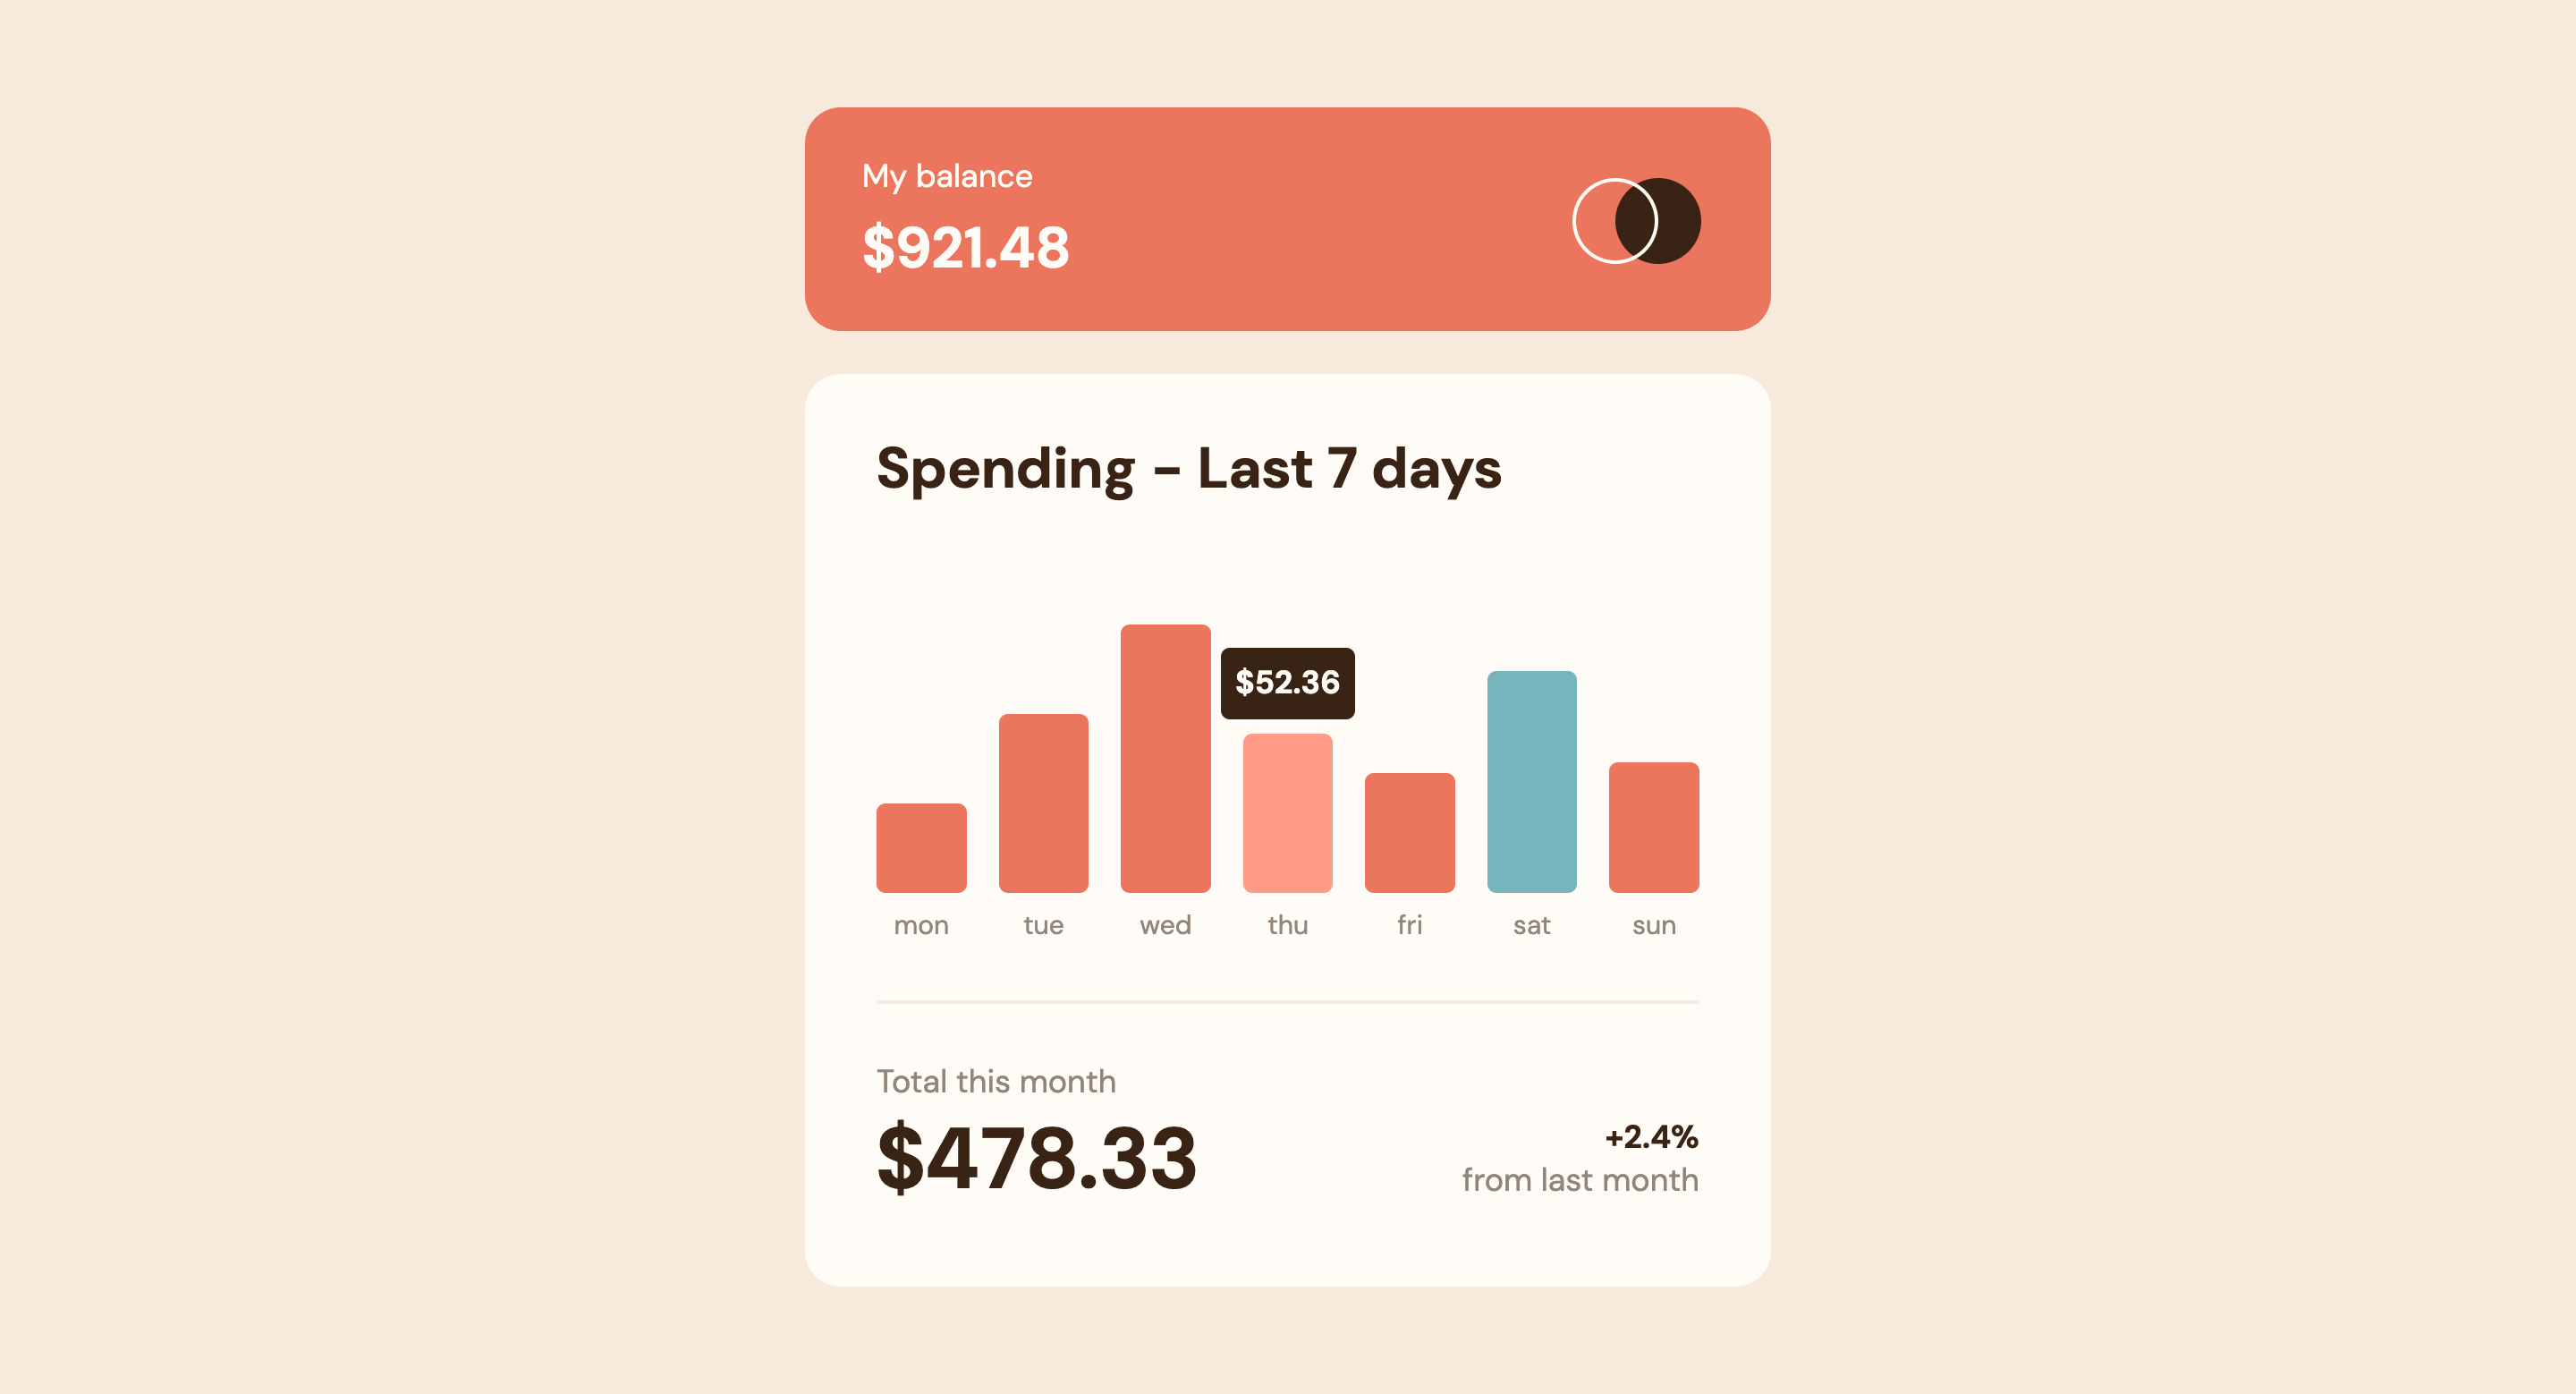 My balance
$921.48
Spending - Last 7 days
$52.36
mon tue wed thu fri sat sun
Total this month
$478.33
+2.4%
from last month